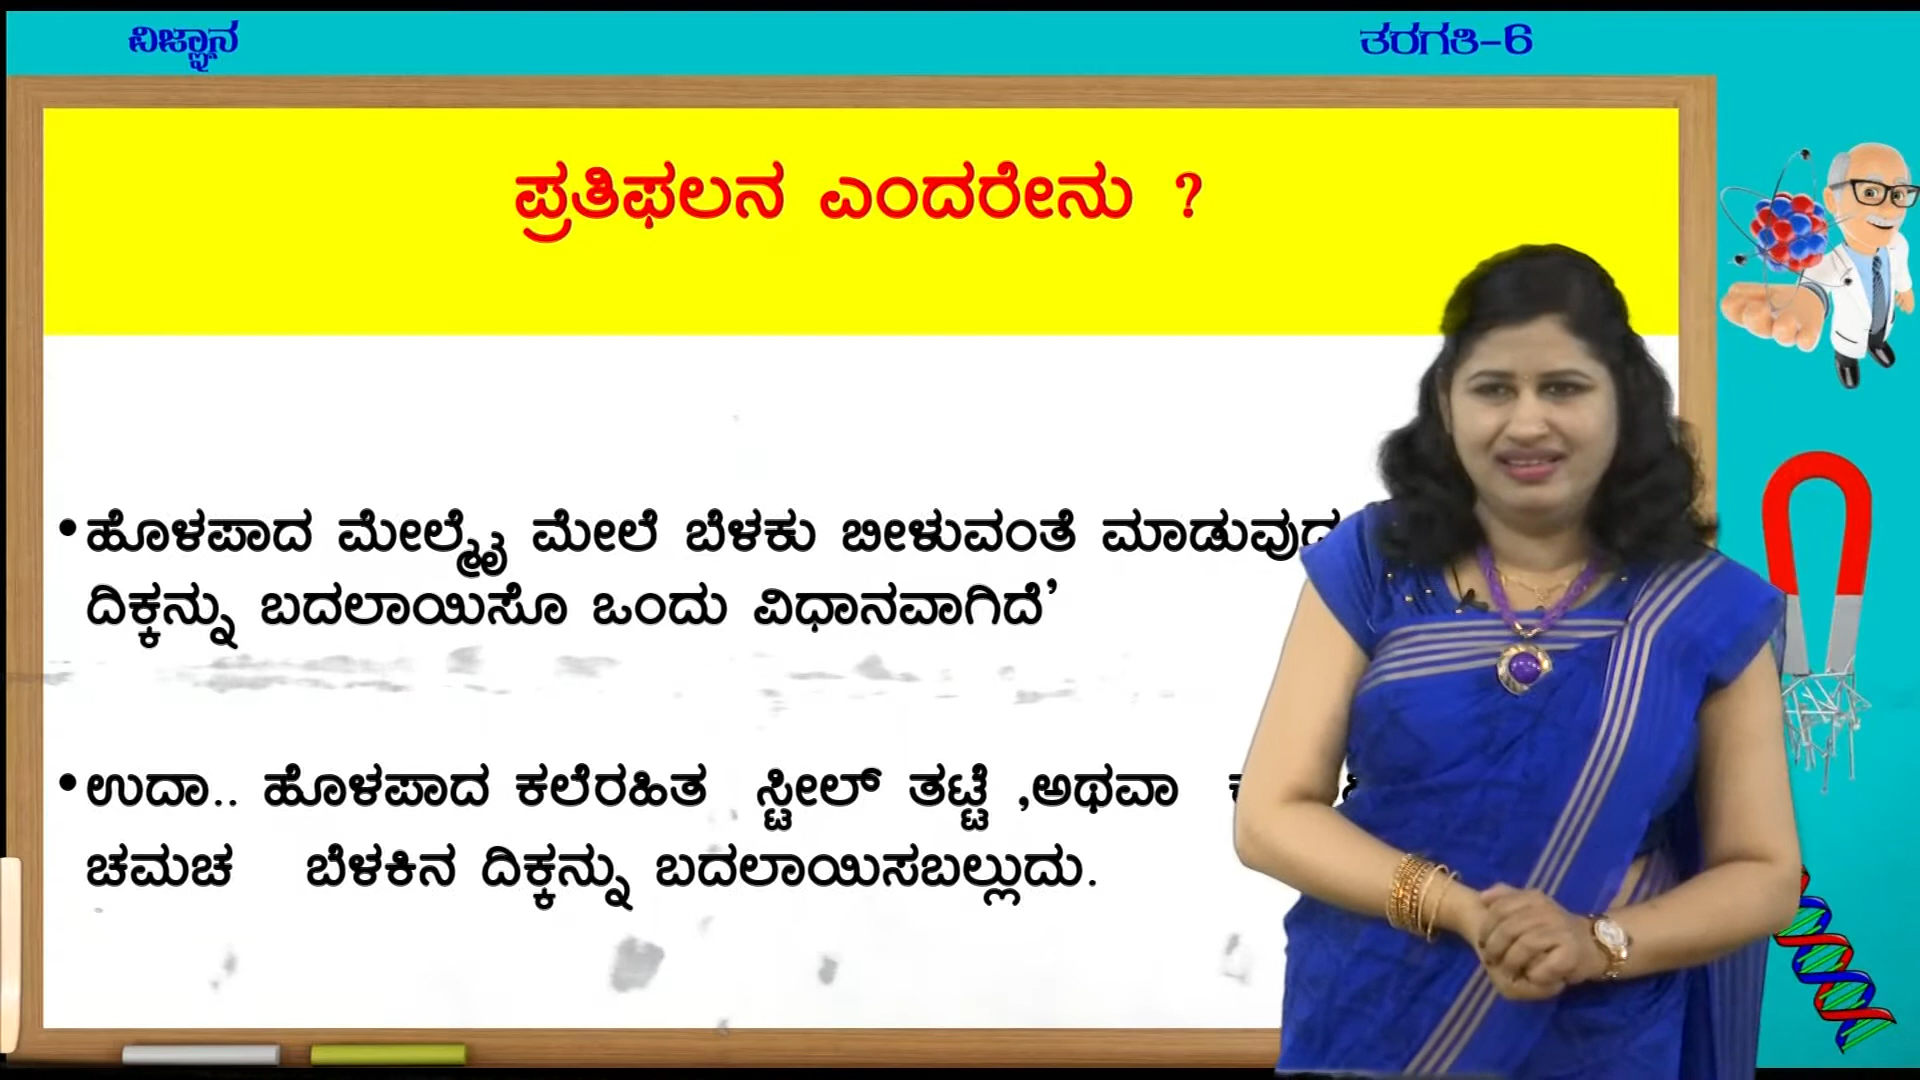 ವಿಜ್ಞಾನ
ತರಗತಿ-6
ಪ್ರತಿಫಲನ ಎಂದರೇನು ?
•ಹೊಳಪಾದ ಮೇಲ್ಮೈ ಮೇಲೆ ಬೆಳಕು ಬೀಳುವಂತೆ
ದಿಕ್ಕನ್ನು ಬದಲಾಯಿಸೊ ಒಂದು ವಿಧಾನವಾಗಿದೆ’
•ಉದಾ.. ಹೊಳಪಾದ ಕಲೆರಹಿತ ಸ್ಟೀಲ್ ತಟ್ಟೆ ,ಅಥವಾ
ಚಮಚ ಬೆಳಕಿನ ದಿಕ್ಕನ್ನು ಬದಲಾಯಿಸಬಲ್ಲುದು.